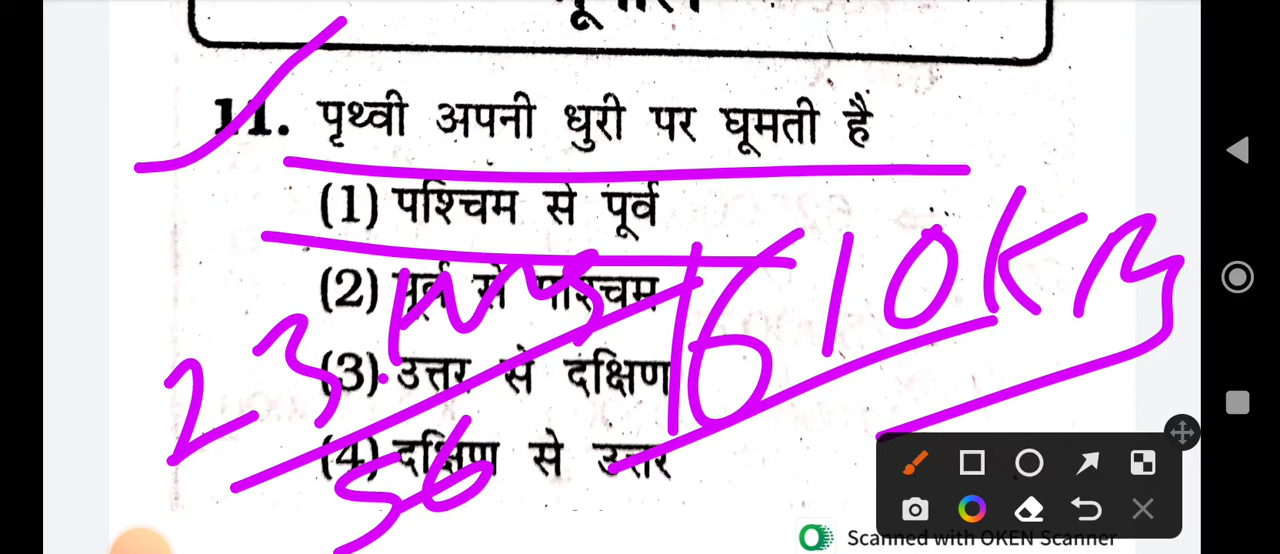 11. पृथ्वी अपनी धुरी पर घूमती है
(1) पश्चिम से पूर्व
(2) पूर्व से पश्चिम
(3) उत्तर से दक्षिण
(4) दक्षिण से उत्तर
23
56
1610KM
Scanned with OKEN Scanner